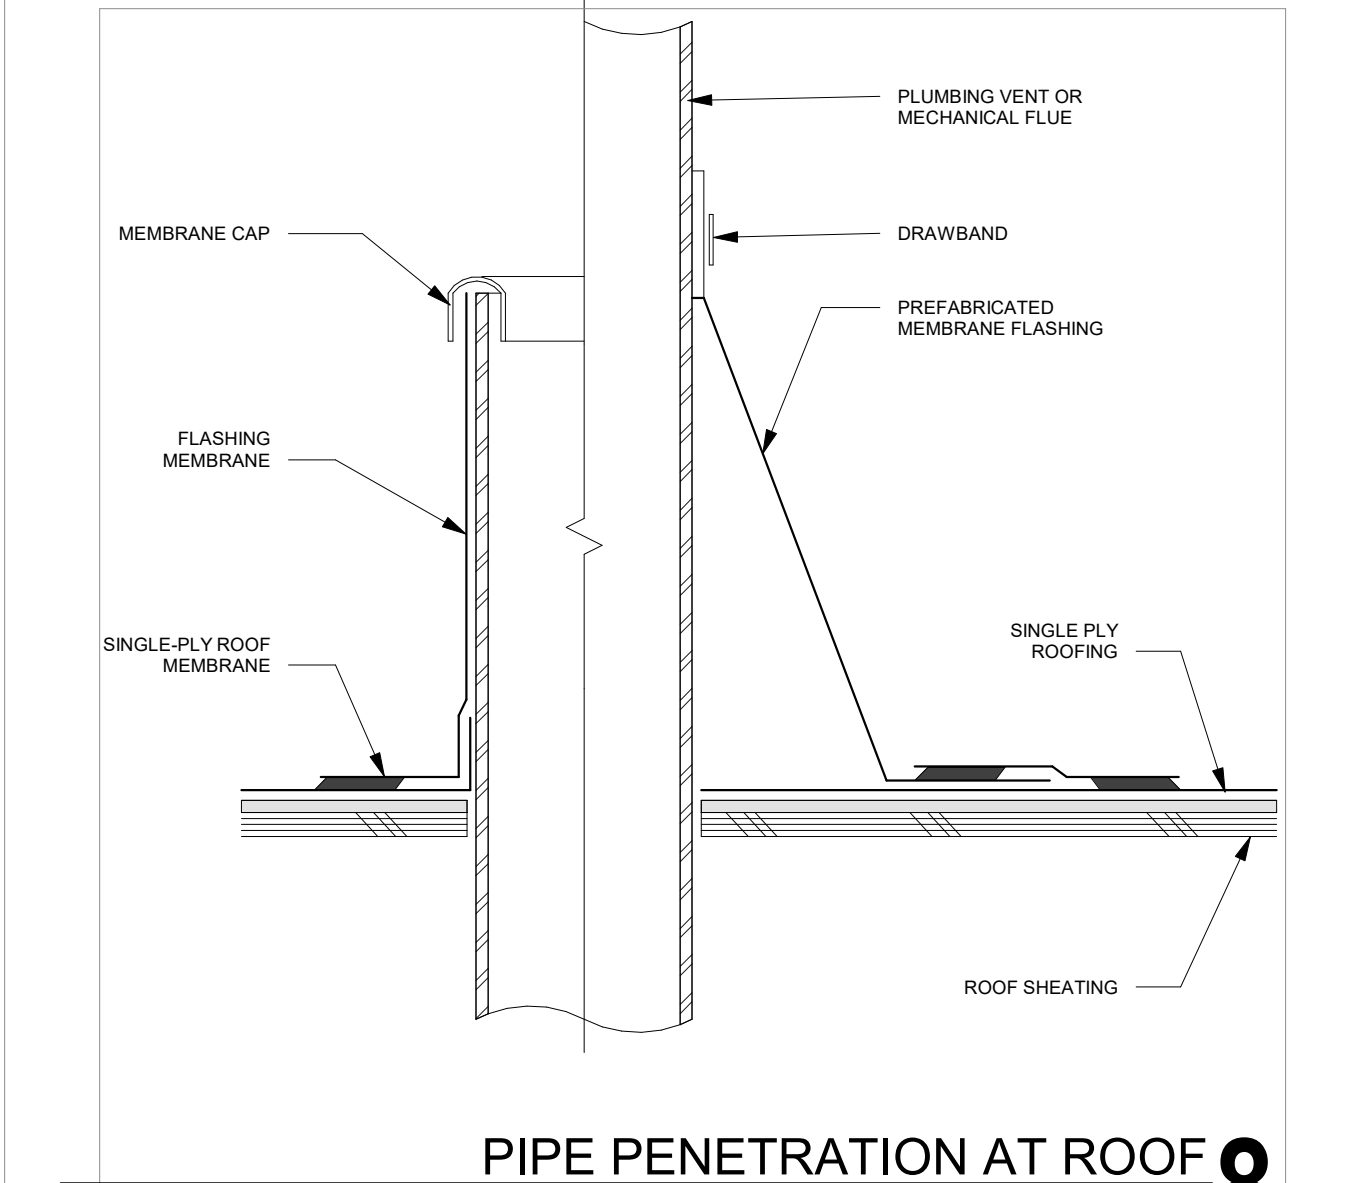 PLUMBING VENT OR
MECHANICAL FLUE
MEMBRANE CAP
DRAWBAND
PREFABRICATED
MEMBRANE FLASHING
FLASHING
MEMBRANE
SINGLE-PLY ROOF
MEMBRANE
SINGLE PLY
ROOFING
ROOF SHEATING
PIPE PENETRATION AT ROOF